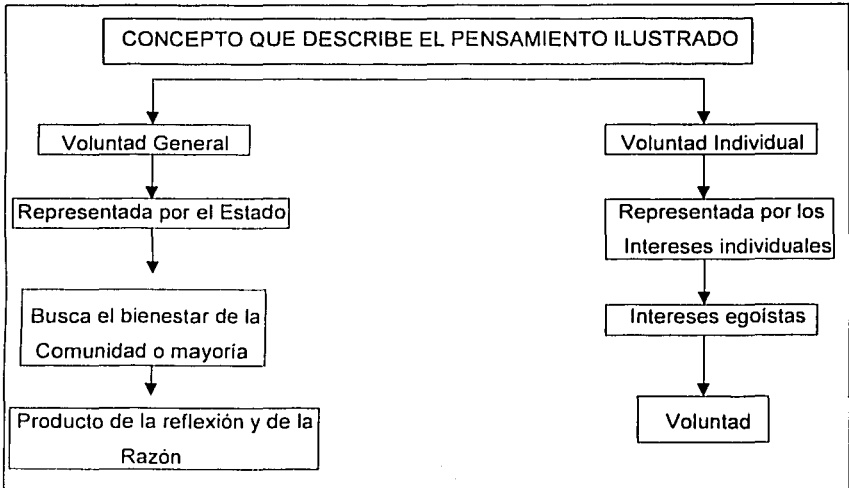 CONCEPTO QUE DESCRIBE EL PENSAMIENTO ILUSTRADO
Voluntad General
Representada por el Estado
Busca el bienestar de la
Comunidad o mayoría
Producto de la reflexión y de la
Razón
Voluntad Individual
Representada por los
Intereses individuales
Intereses egoístas
Voluntad